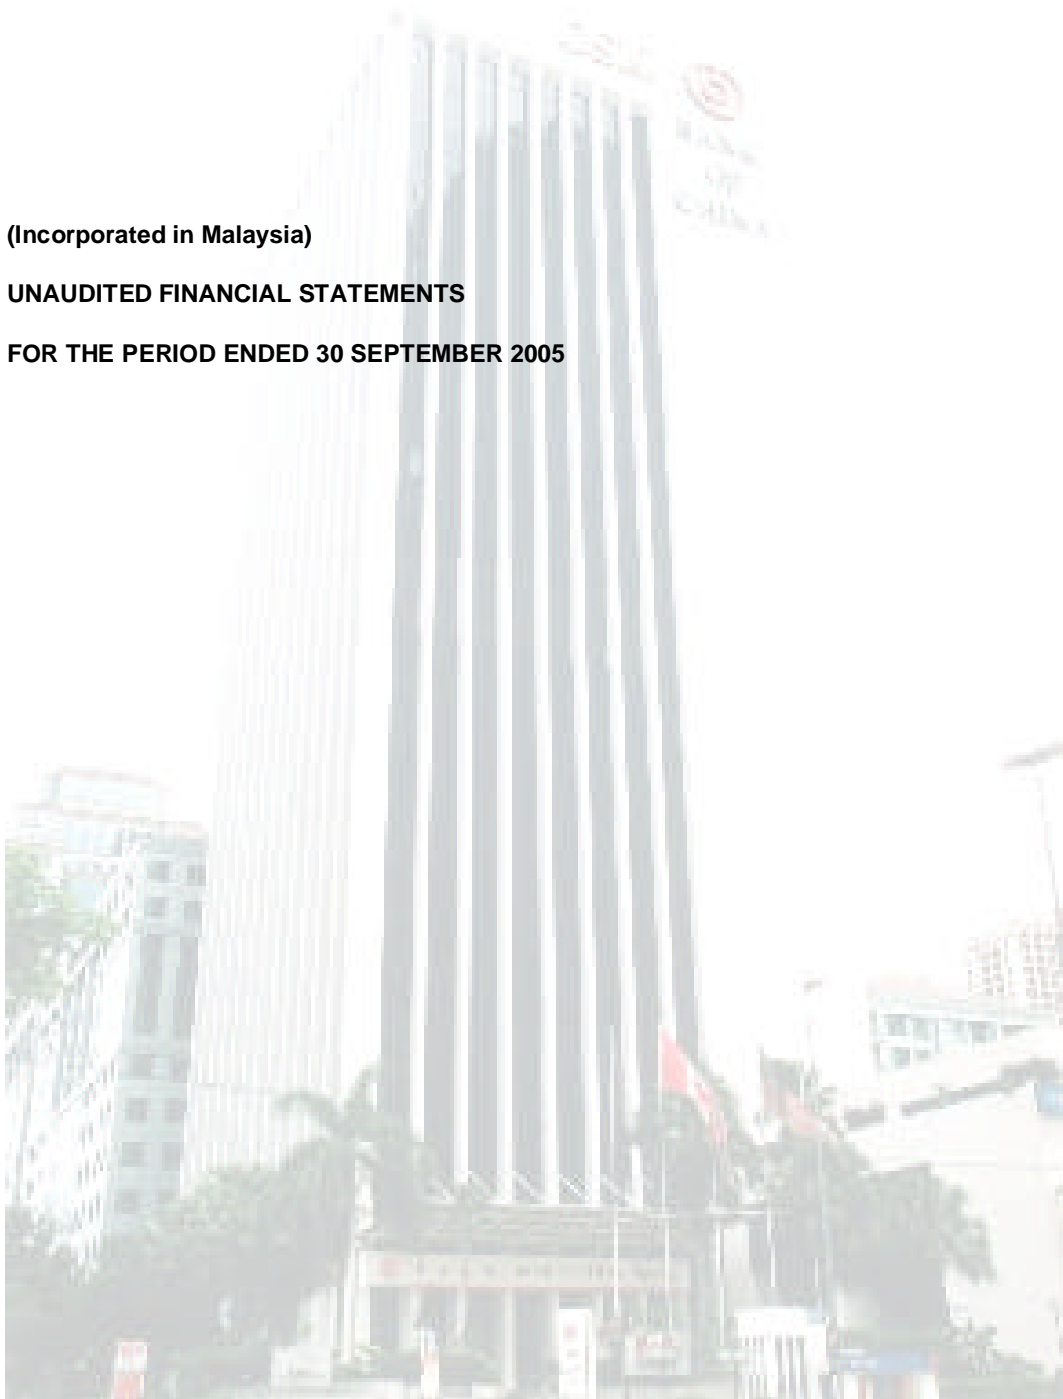 BANK
OF
CHINA
(Incorporated in Malaysia)
UNAUDITED FINANCIAL STATEMENTS
FOR THE PERIOD ENDED 30 SEPTEMBER 2005